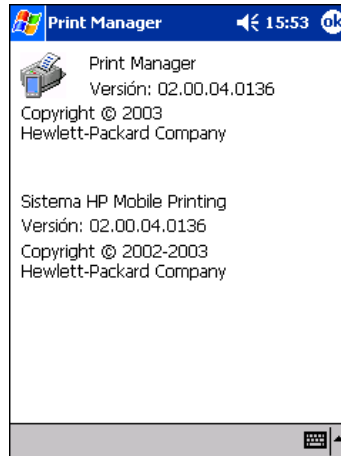 Print Manager 15:53 ok
Print Manager
Versión: 02.00.04.0136
Copyright © 2003
Hewlett-Packard Company
Sistema HP Mobile Printing
Versión: 02.00.04.0136
Copyright © 2002-2003
Hewlett-Packard Company